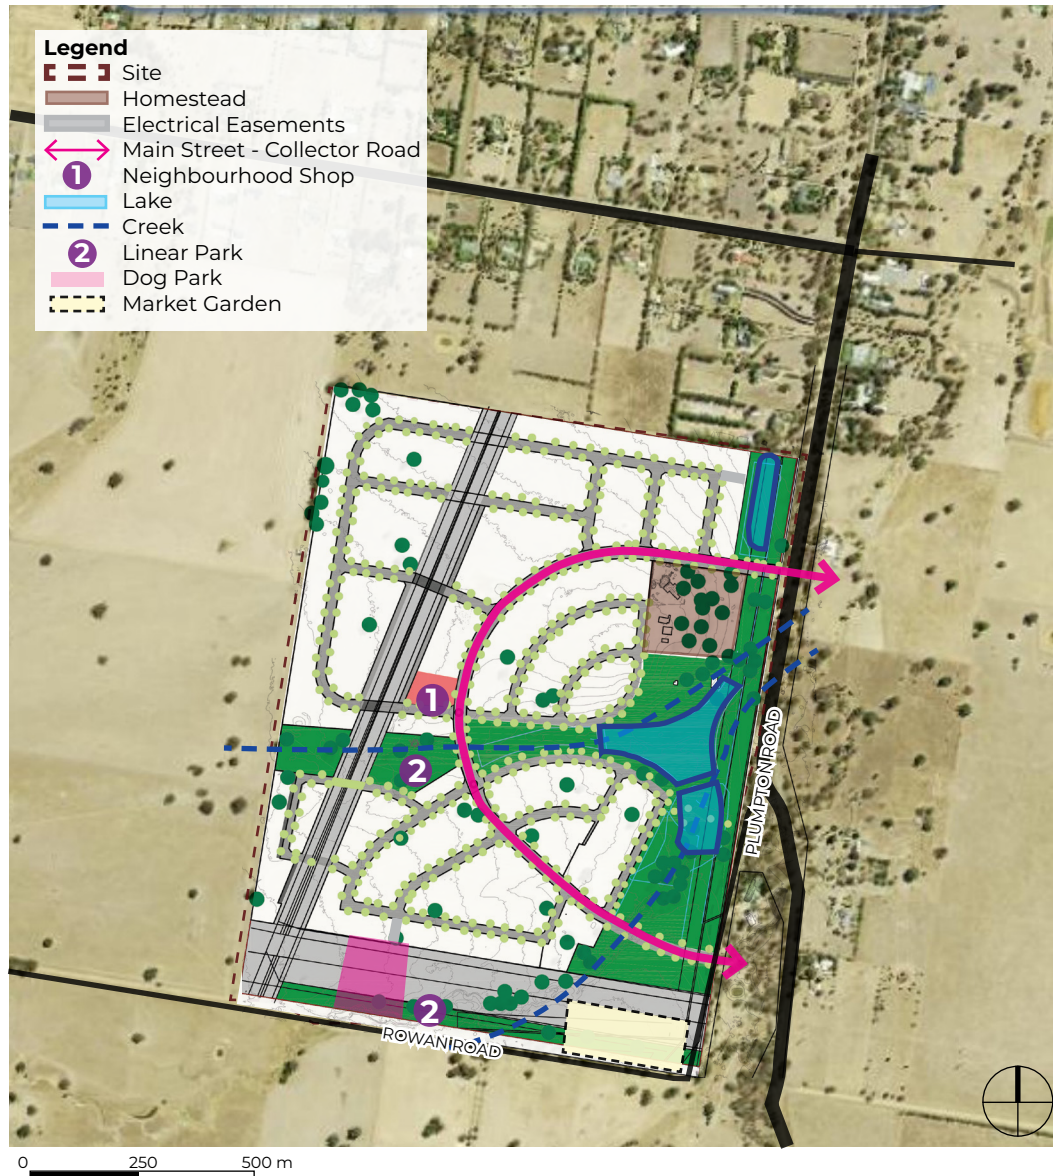 Legend
Site
Homestead
Electrical Easements
Main Street - Collector Road
1 Neighbourhood Shop
Lake
Creek
2 Linear Park
Dog Park
Market Garden
1
2
PLUMPTON ROAD
2
ROWAN ROAD
0 250 500 m